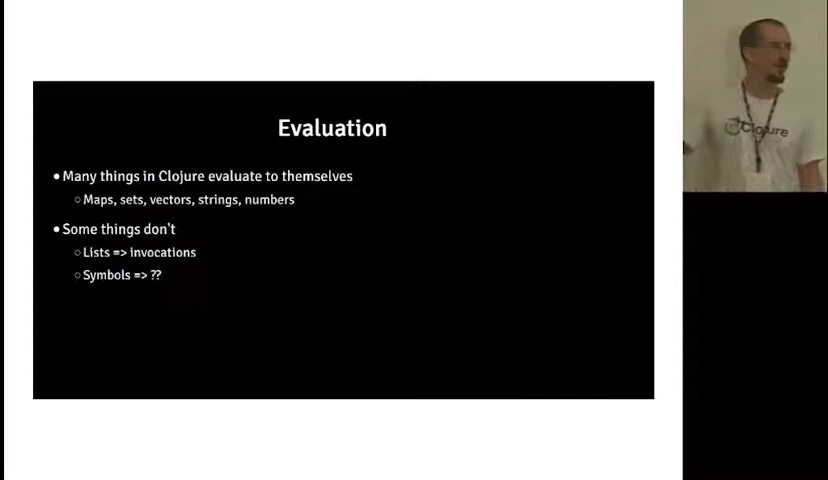 Evaluation
• Many things in Clojure evaluate to themselves
○ Maps, sets, vectors, strings, numbers
• Some things don't
○ Lists => invocations
○ Symbols => ??
Clojure